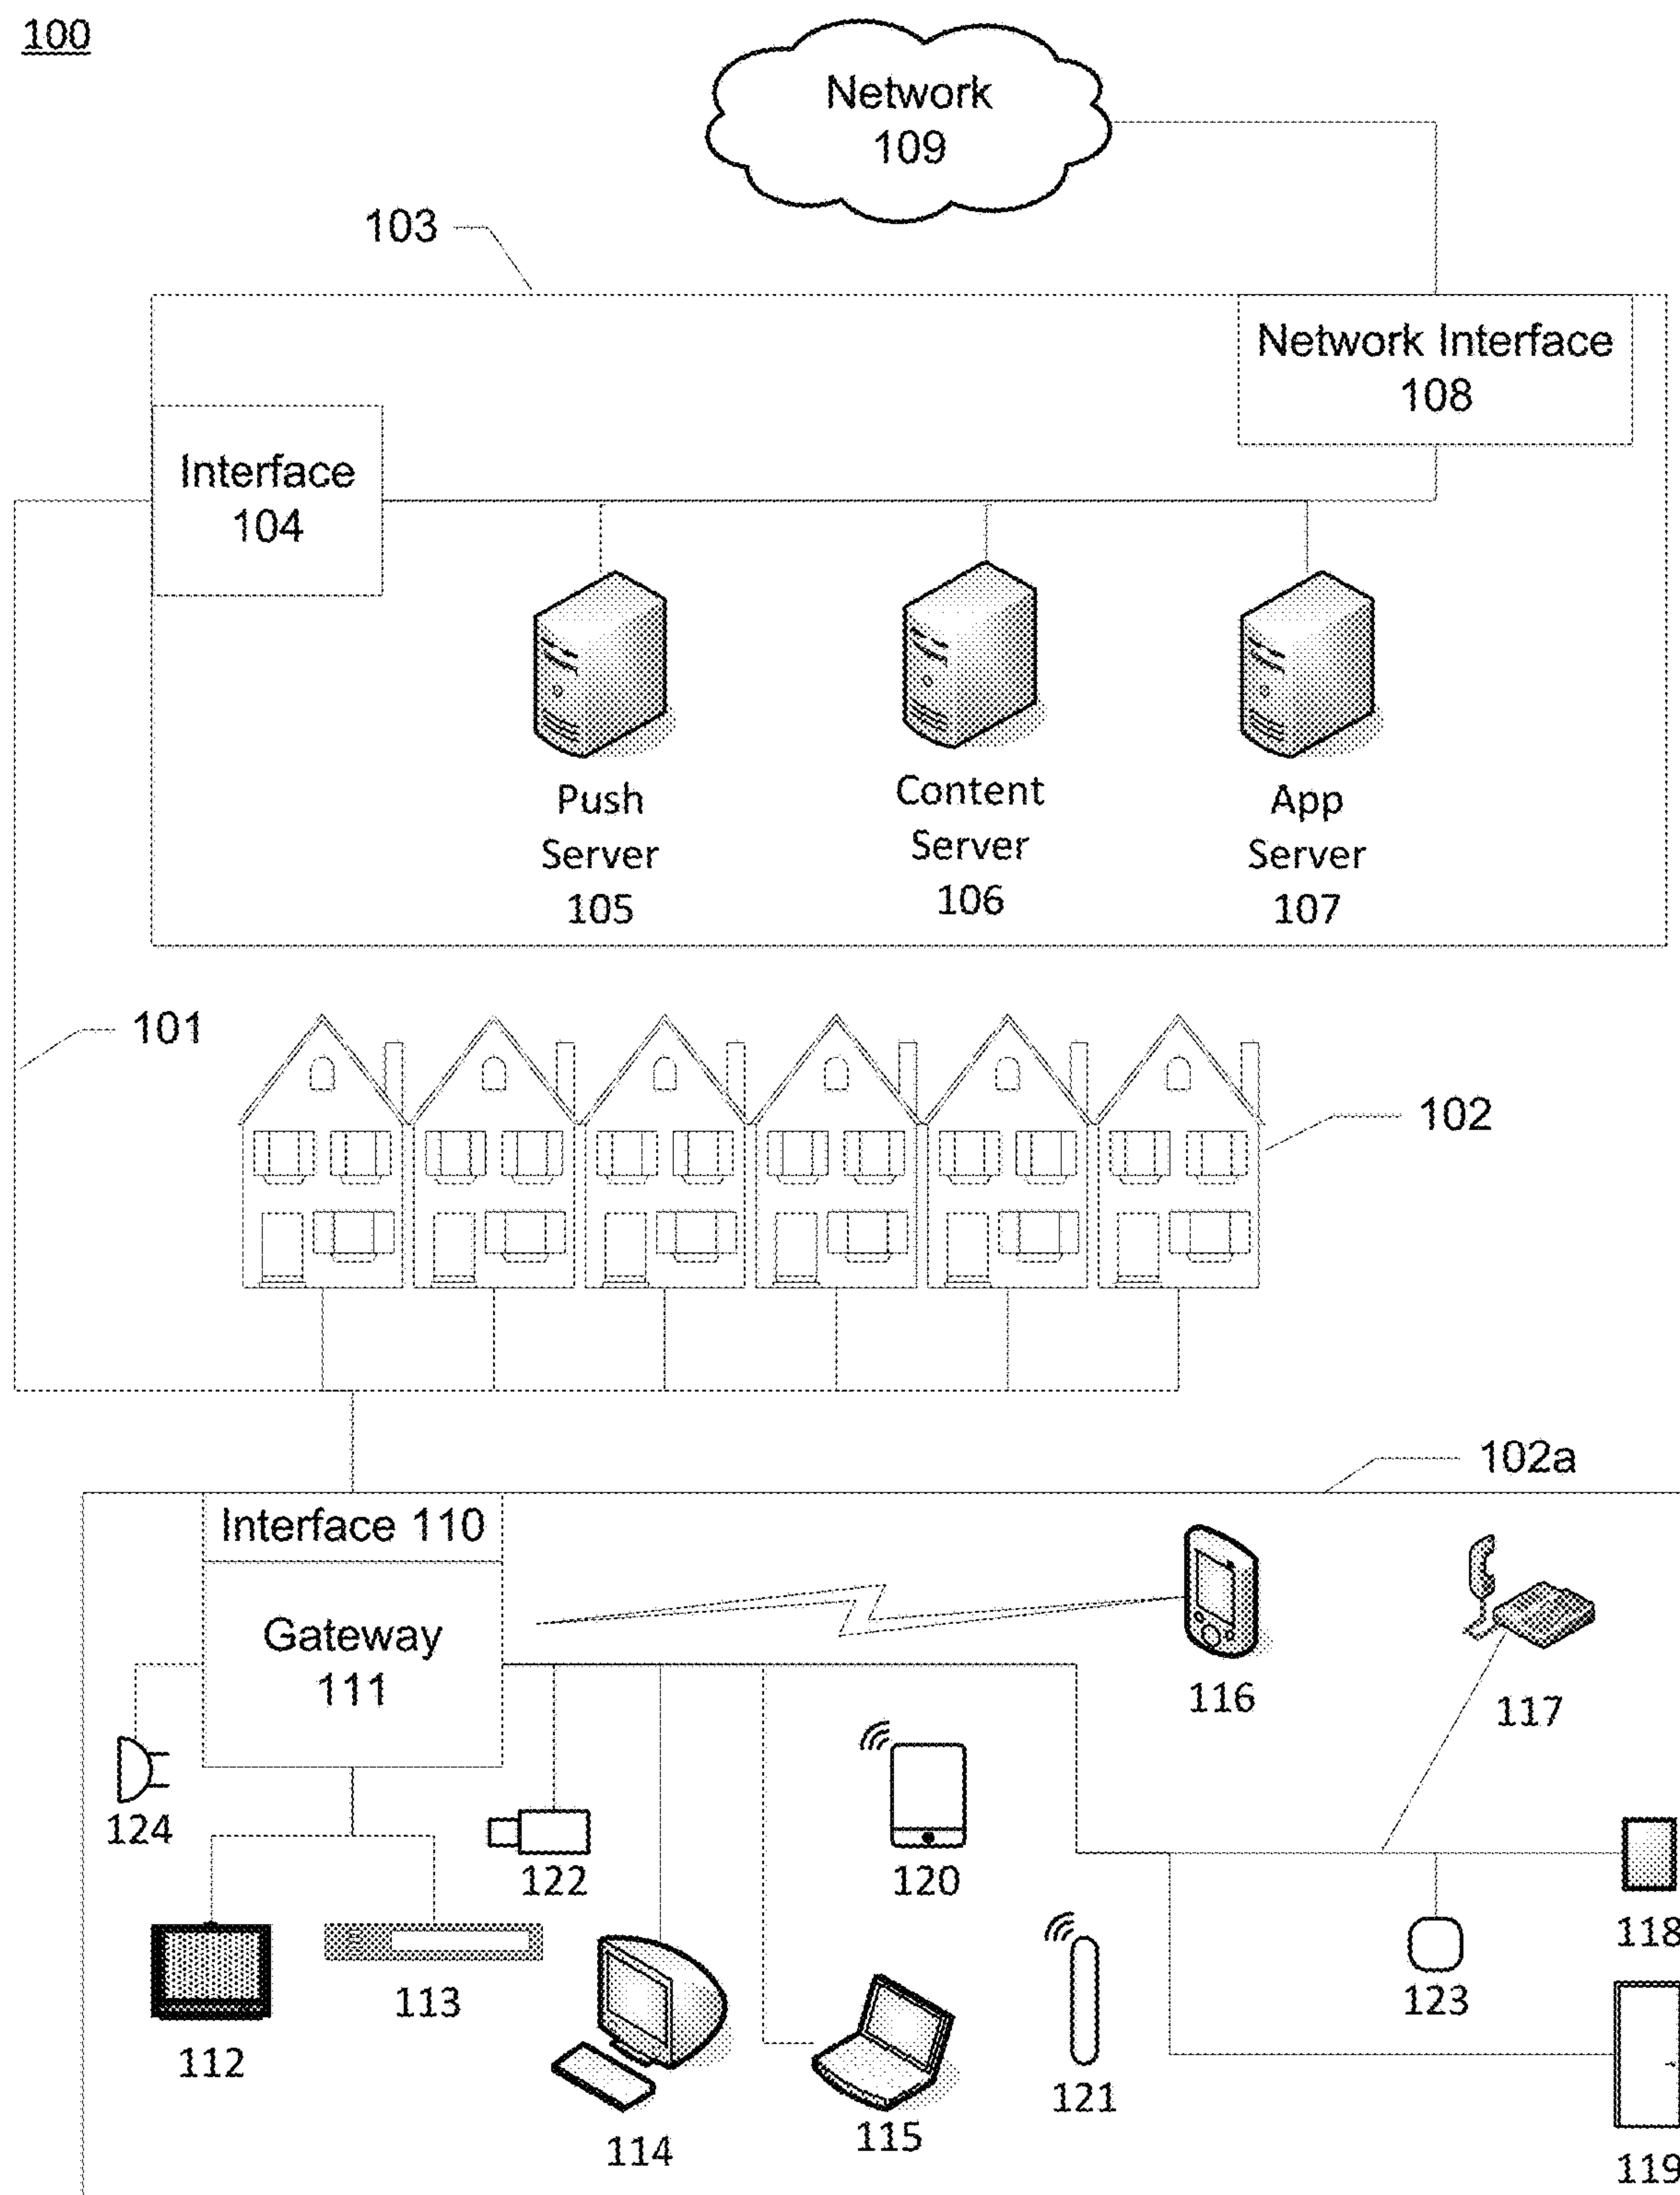 100
Network
109
103
Network Interface
108
Interface
104
Push
Server
105
Content
Server
106
App
Server
107
101
102
102a
Interface 110
Gateway
111
116
117
124
122
120
118
112
113
123
114
115
121
119